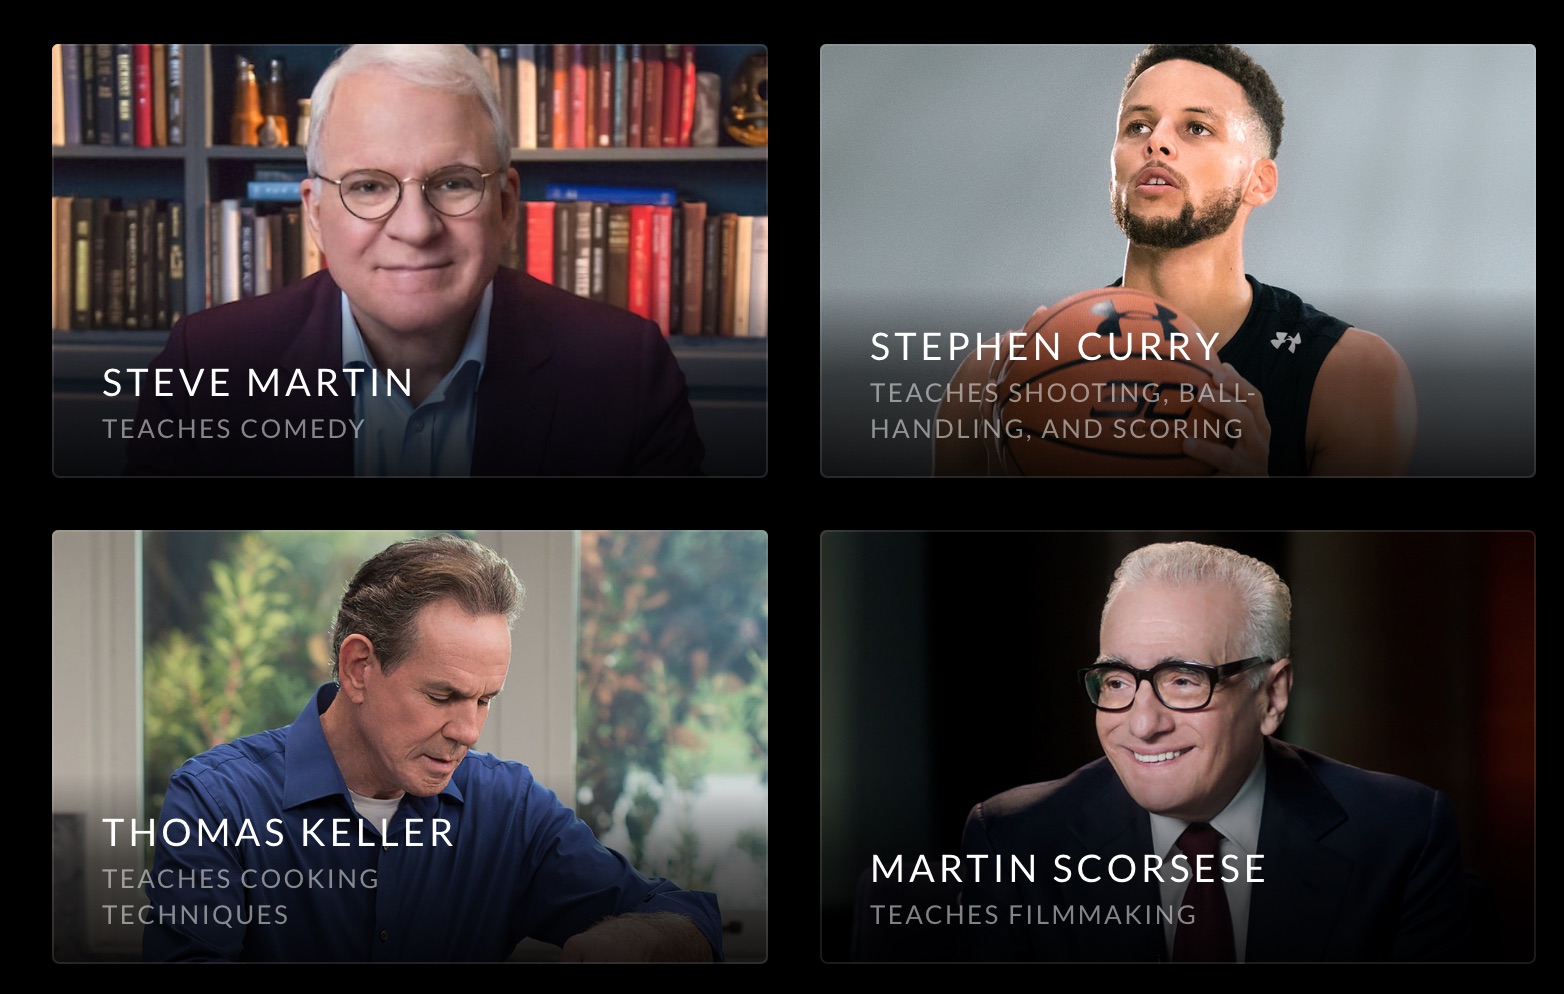 STEVE MARTIN
TEACHES COMEDY
STEPHEN CURRY
TEACHES SHOOTING, BALL-
HANDLING, AND SCORING
THOMAS KELLER
TEACHES COOKING
TECHNIQUES
MARTIN SCORSESE
TEACHES FILMMAKING